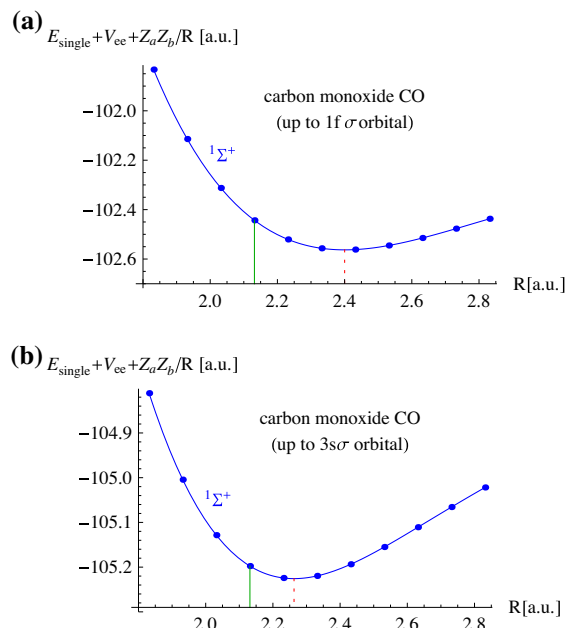 (a)
E_single+V_ee+Z_aZ_b/R [a.u.]
carbon monoxide CO
−102.0
(up to 1f σ orbital)
¹Σ⁺
−102.2
−102.4
−102.6
R[a.u.]
2.0 2.2 2.4 2.6 2.8
(b)
E_single+V_ee+Z_aZ_b/R [a.u.]
carbon monoxide CO
−104.9
(up to 3sσ orbital)
−105.0
¹Σ⁺
−105.1
−105.2
R[a.u.]
2.0 2.2 2.4 2.6 2.8